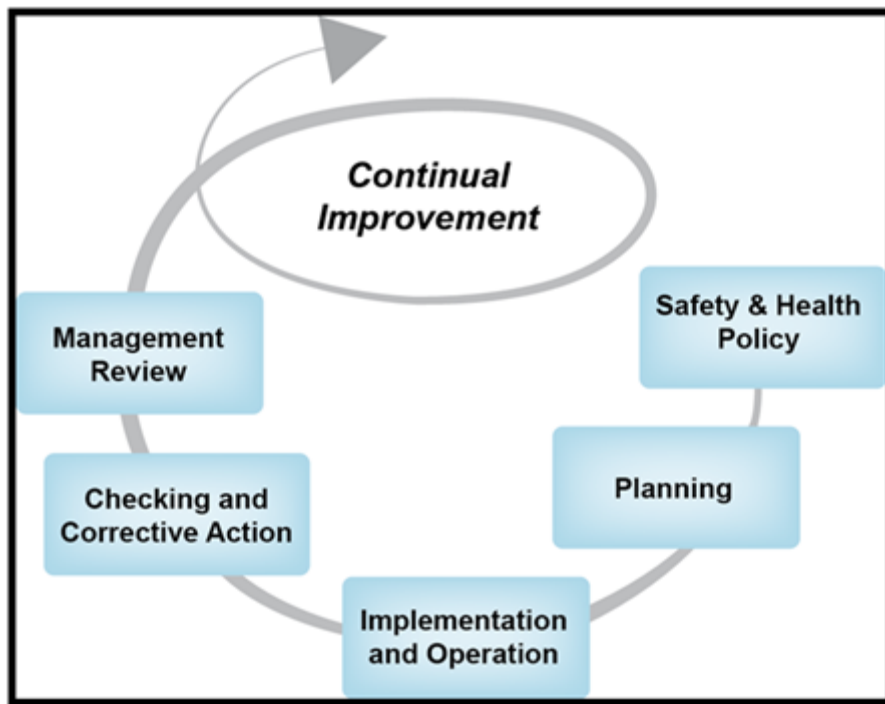 Continual
Improvement
Safety & Health
Policy
Management
Review
Planning
Checking and
Corrective Action
Implementation
and Operation